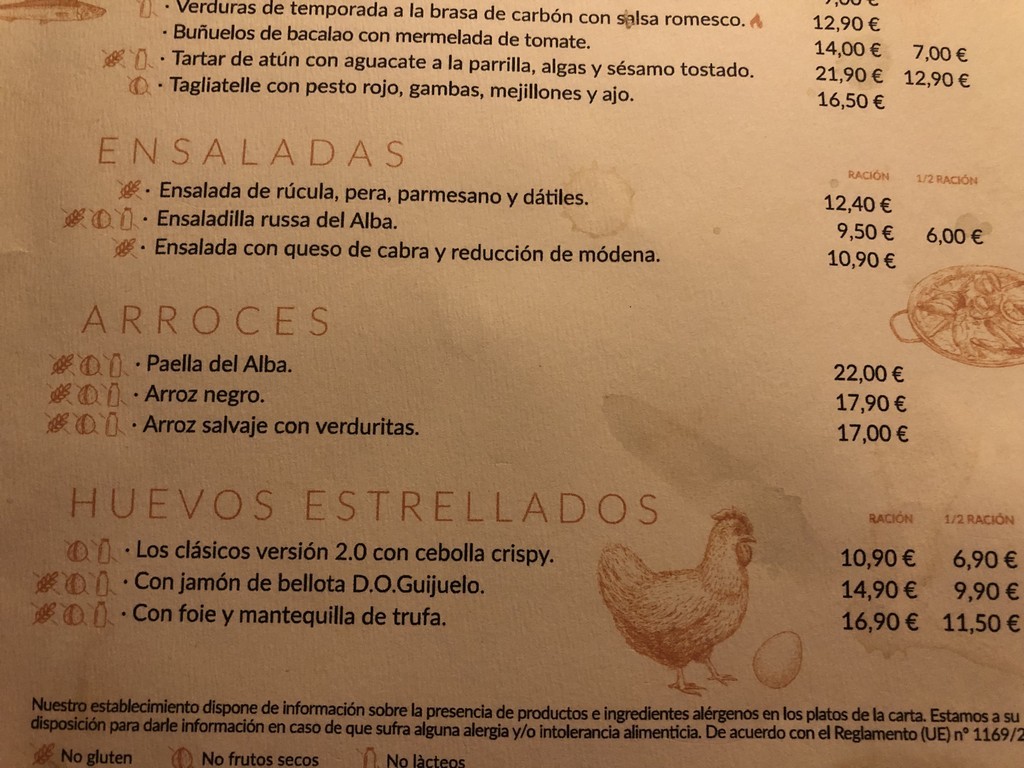 · Verduras de temporada a la brasa de carbón con salsa romesco. 12,90 €
· Buñuelos de bacalao con mermelada de tomate. 14,00 € 7,00 €
· Tartar de atún con aguacate a la parrilla, algas y sésamo tostado. 21,90 € 12,90 €
· Tagliatelle con pesto rojo, gambas, mejillones y ajo. 16,50 €
ENSALADAS
RACIÓN 1/2 RACIÓN
· Ensalada de rúcula, pera, parmesano y dátiles. 12,40 €
· Ensaladilla russa del Alba. 9,50 € 6,00 €
· Ensalada con queso de cabra y reducción de módena. 10,90 €
ARROCES
· Paella del Alba. 22,00 €
· Arroz negro. 17,90 €
· Arroz salvaje con verduritas. 17,00 €
HUEVOS ESTRELLADOS
RACIÓN 1/2 RACIÓN
· Los clásicos versión 2.0 con cebolla crispy. 10,90 € 6,90 €
· Con jamón de bellota D.O.Guijuelo. 14,90 € 9,90 €
· Con foie y mantequilla de trufa. 16,90 € 11,50 €
Nuestro establecimiento dispone de información sobre la presencia de productos e ingredientes alérgenos en los platos de la carta. Estamos a su
disposición para darle información en caso de que sufra alguna alergia y/o intolerancia alimenticia. De acuerdo con el Reglamento (UE) nº 1169/2
No gluten No frutos secos No làcteos